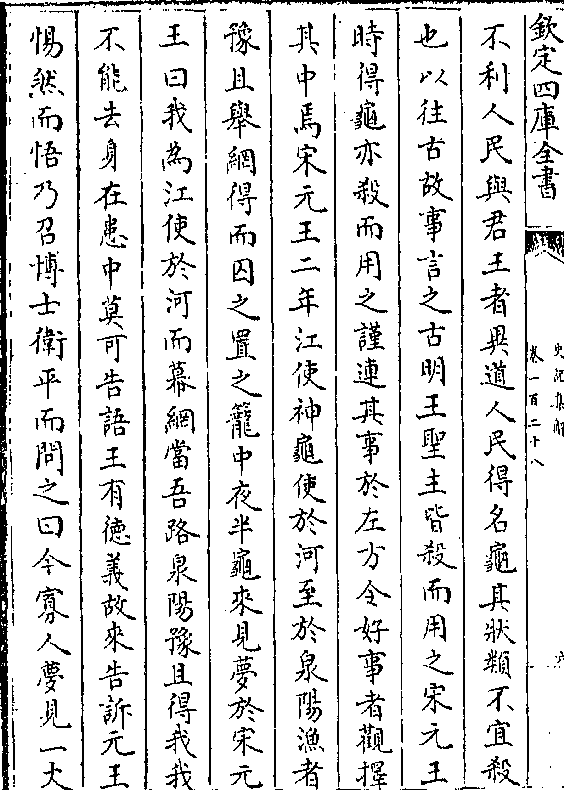 欽定四庫全書
史記集解
卷一百二十八
六
不利人民與君王者異道人民得名龜其狀類不宜殺
也以往古故事言之古明王聖主皆殺而用之宋元王
時得龜亦殺而用之謹連其事於左方令好事者觀擇
其中焉宋元王二年江使神龜使於河至於泉陽漁者
豫且舉網得而囚之置之籠中夜半龜來見夢於宋元
王曰我為江使於河而幕網當吾路泉陽豫且得我我
不能去身在患中莫可告語王有德義故來告訴元王
惕然而悟乃召博士衛平而問之曰今寡人夢見一丈